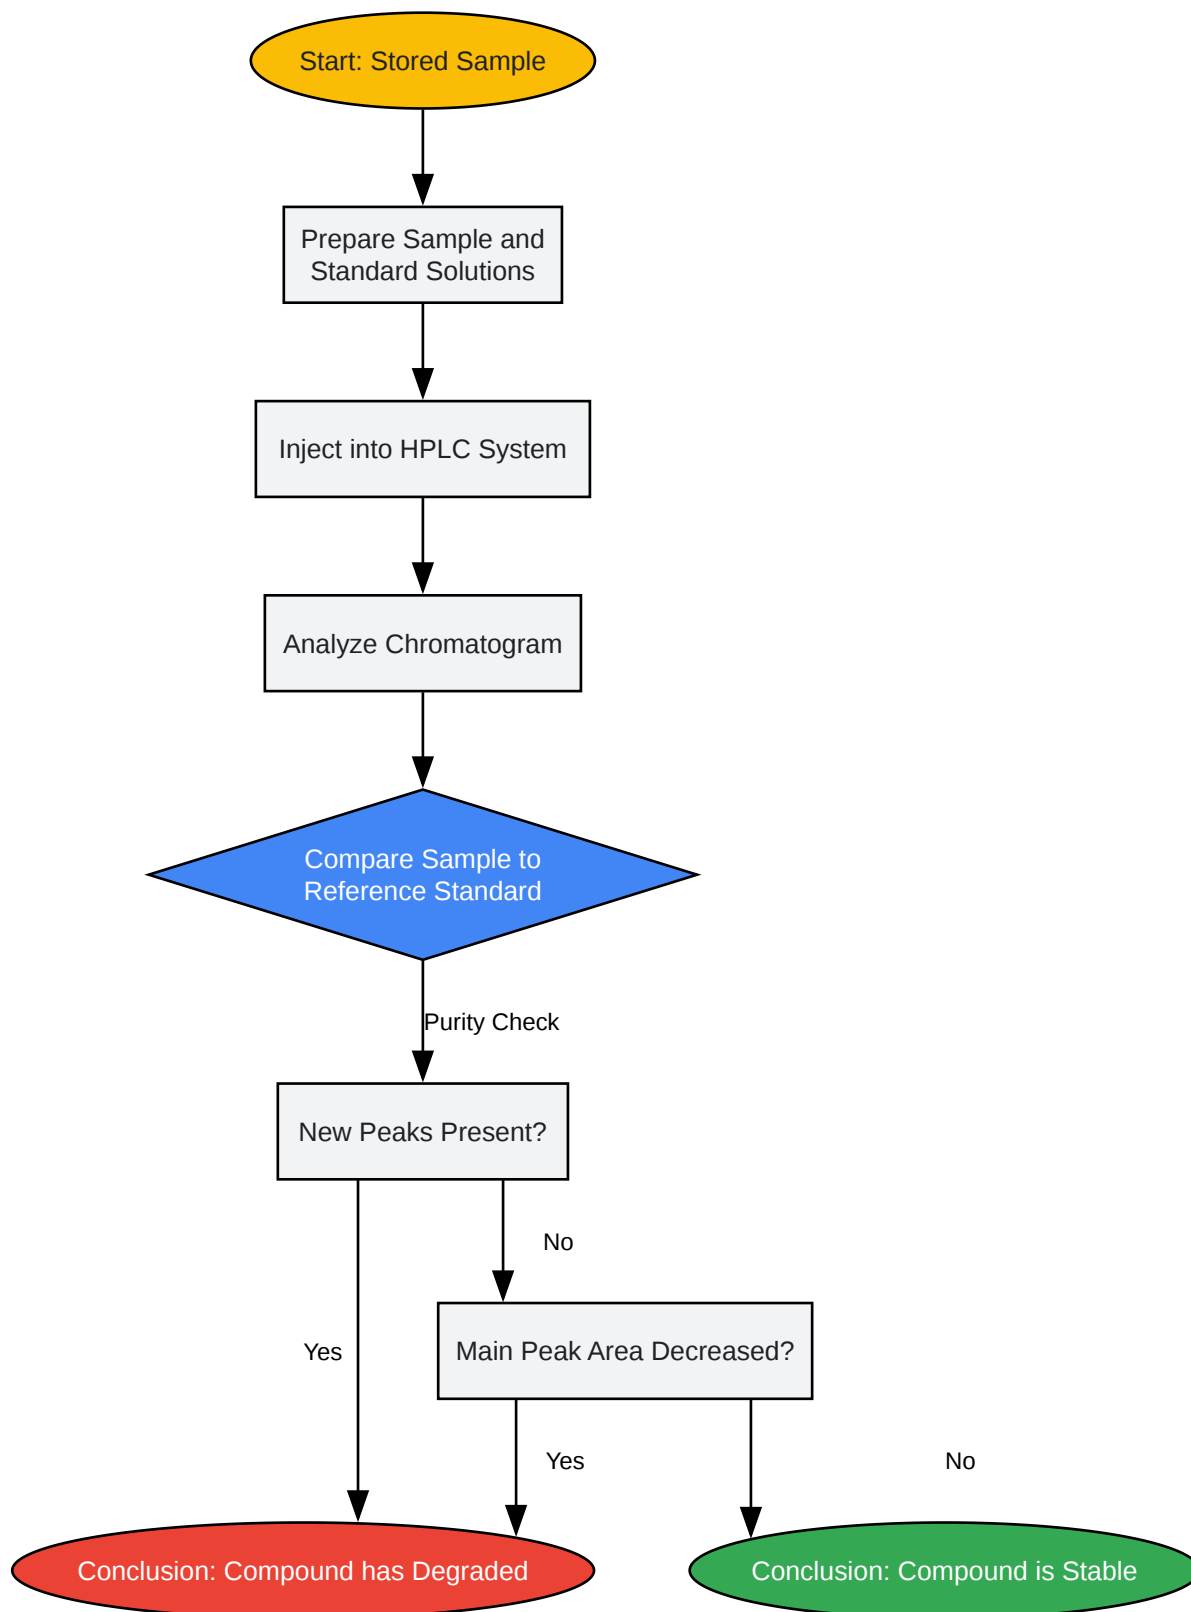 Start: Stored Sample
Prepare Sample and
Standard Solutions
Inject into HPLC System
Analyze Chromatogram
Compare Sample to
Reference Standard
Purity Check
New Peaks Present?
No
Yes
Main Peak Area Decreased?
Yes
No
Conclusion: Compound has Degraded
Conclusion: Compound is Stable